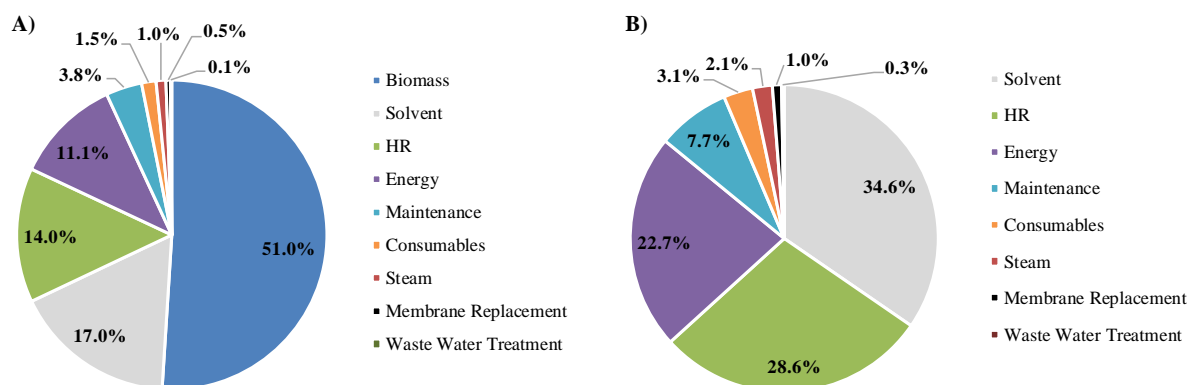 A)
1.5%
1.0%
0.5%
3.8%
0.1%
11.1%
14.0%
17.0%
51.0%
Biomass
Solvent
HR
Energy
Maintenance
Consumables
Steam
Membrane Replacement
Waste Water Treatment
B)
3.1%
2.1%
1.0%
0.3%
7.7%
22.7%
34.6%
28.6%
Solvent
HR
Energy
Maintenance
Consumables
Steam
Membrane Replacement
Waste Water Treatment